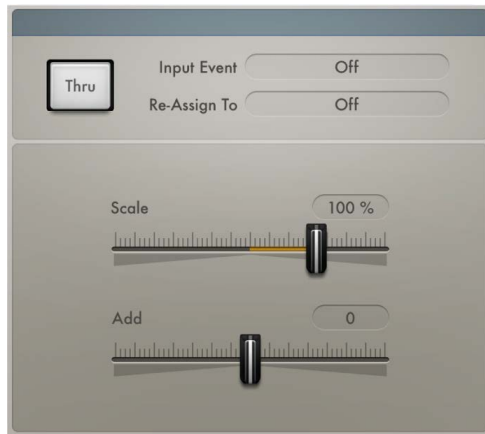 Thru
Input Event Off
Re-Assign To Off
Scale 100 %
Add 0